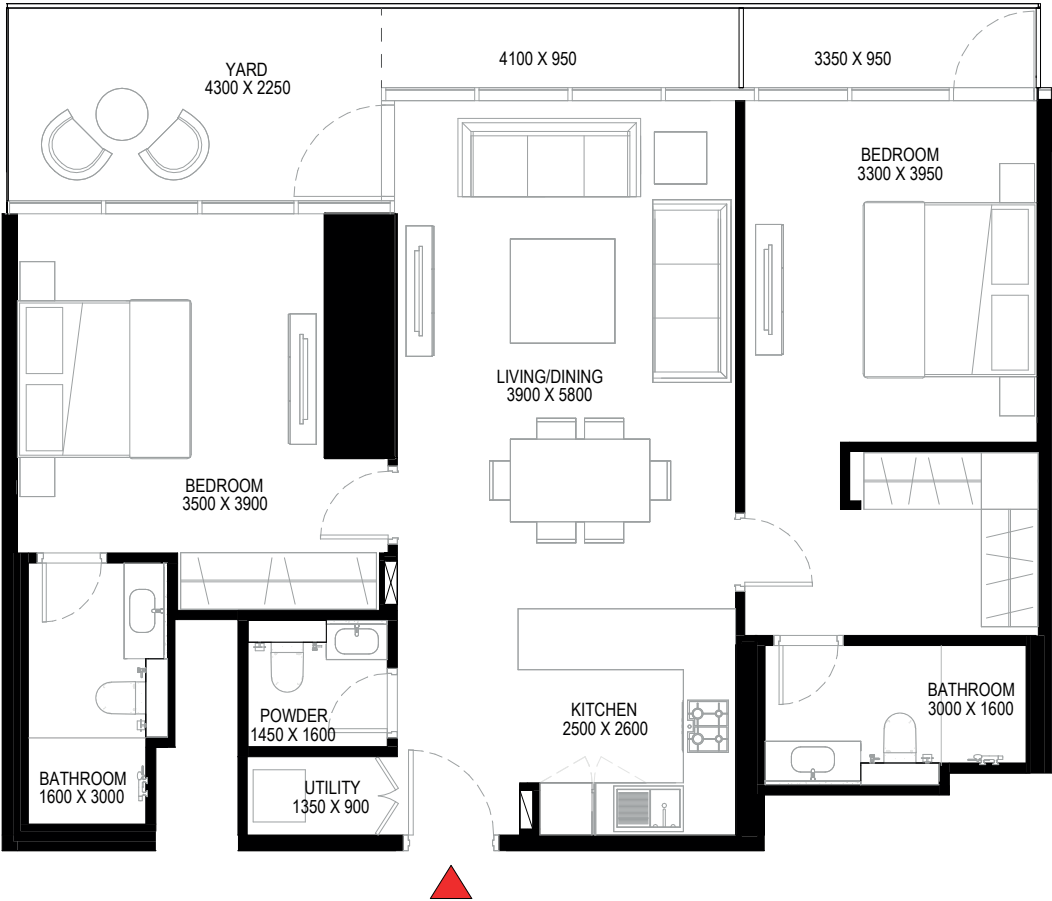 YARD
4300 X 2250
4100 X 950
3350 X 950
BEDROOM
3300 X 3950
LIVING/DINING
3900 X 5800
BEDROOM
3500 X 3900
KITCHEN
2500 X 2600
BATHROOM
3000 X 1600
POWDER
1450 X 1600
BATHROOM
1600 X 3000
UTILITY
1350 X 900